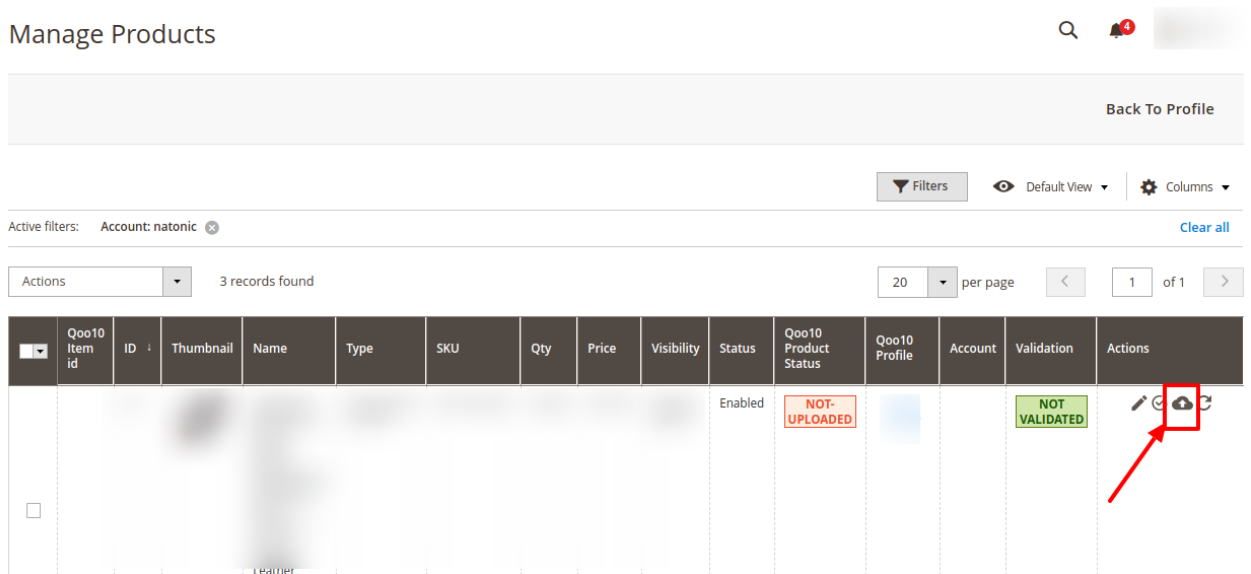 Manage Products
4
Back To Profile
Filters
Default View
Columns
Active filters: Account: natonic
Clear all
Actions
3 records found
20
per page
1
of 1
Qoo10 Item id
ID
Thumbnail
Name
Type
SKU
Qty
Price
Visibility
Status
Qoo10 Product Status
Qoo10 Profile
Account
Validation
Actions
Enabled
NOT-
UPLOADED
NOT
VALIDATED
Leather